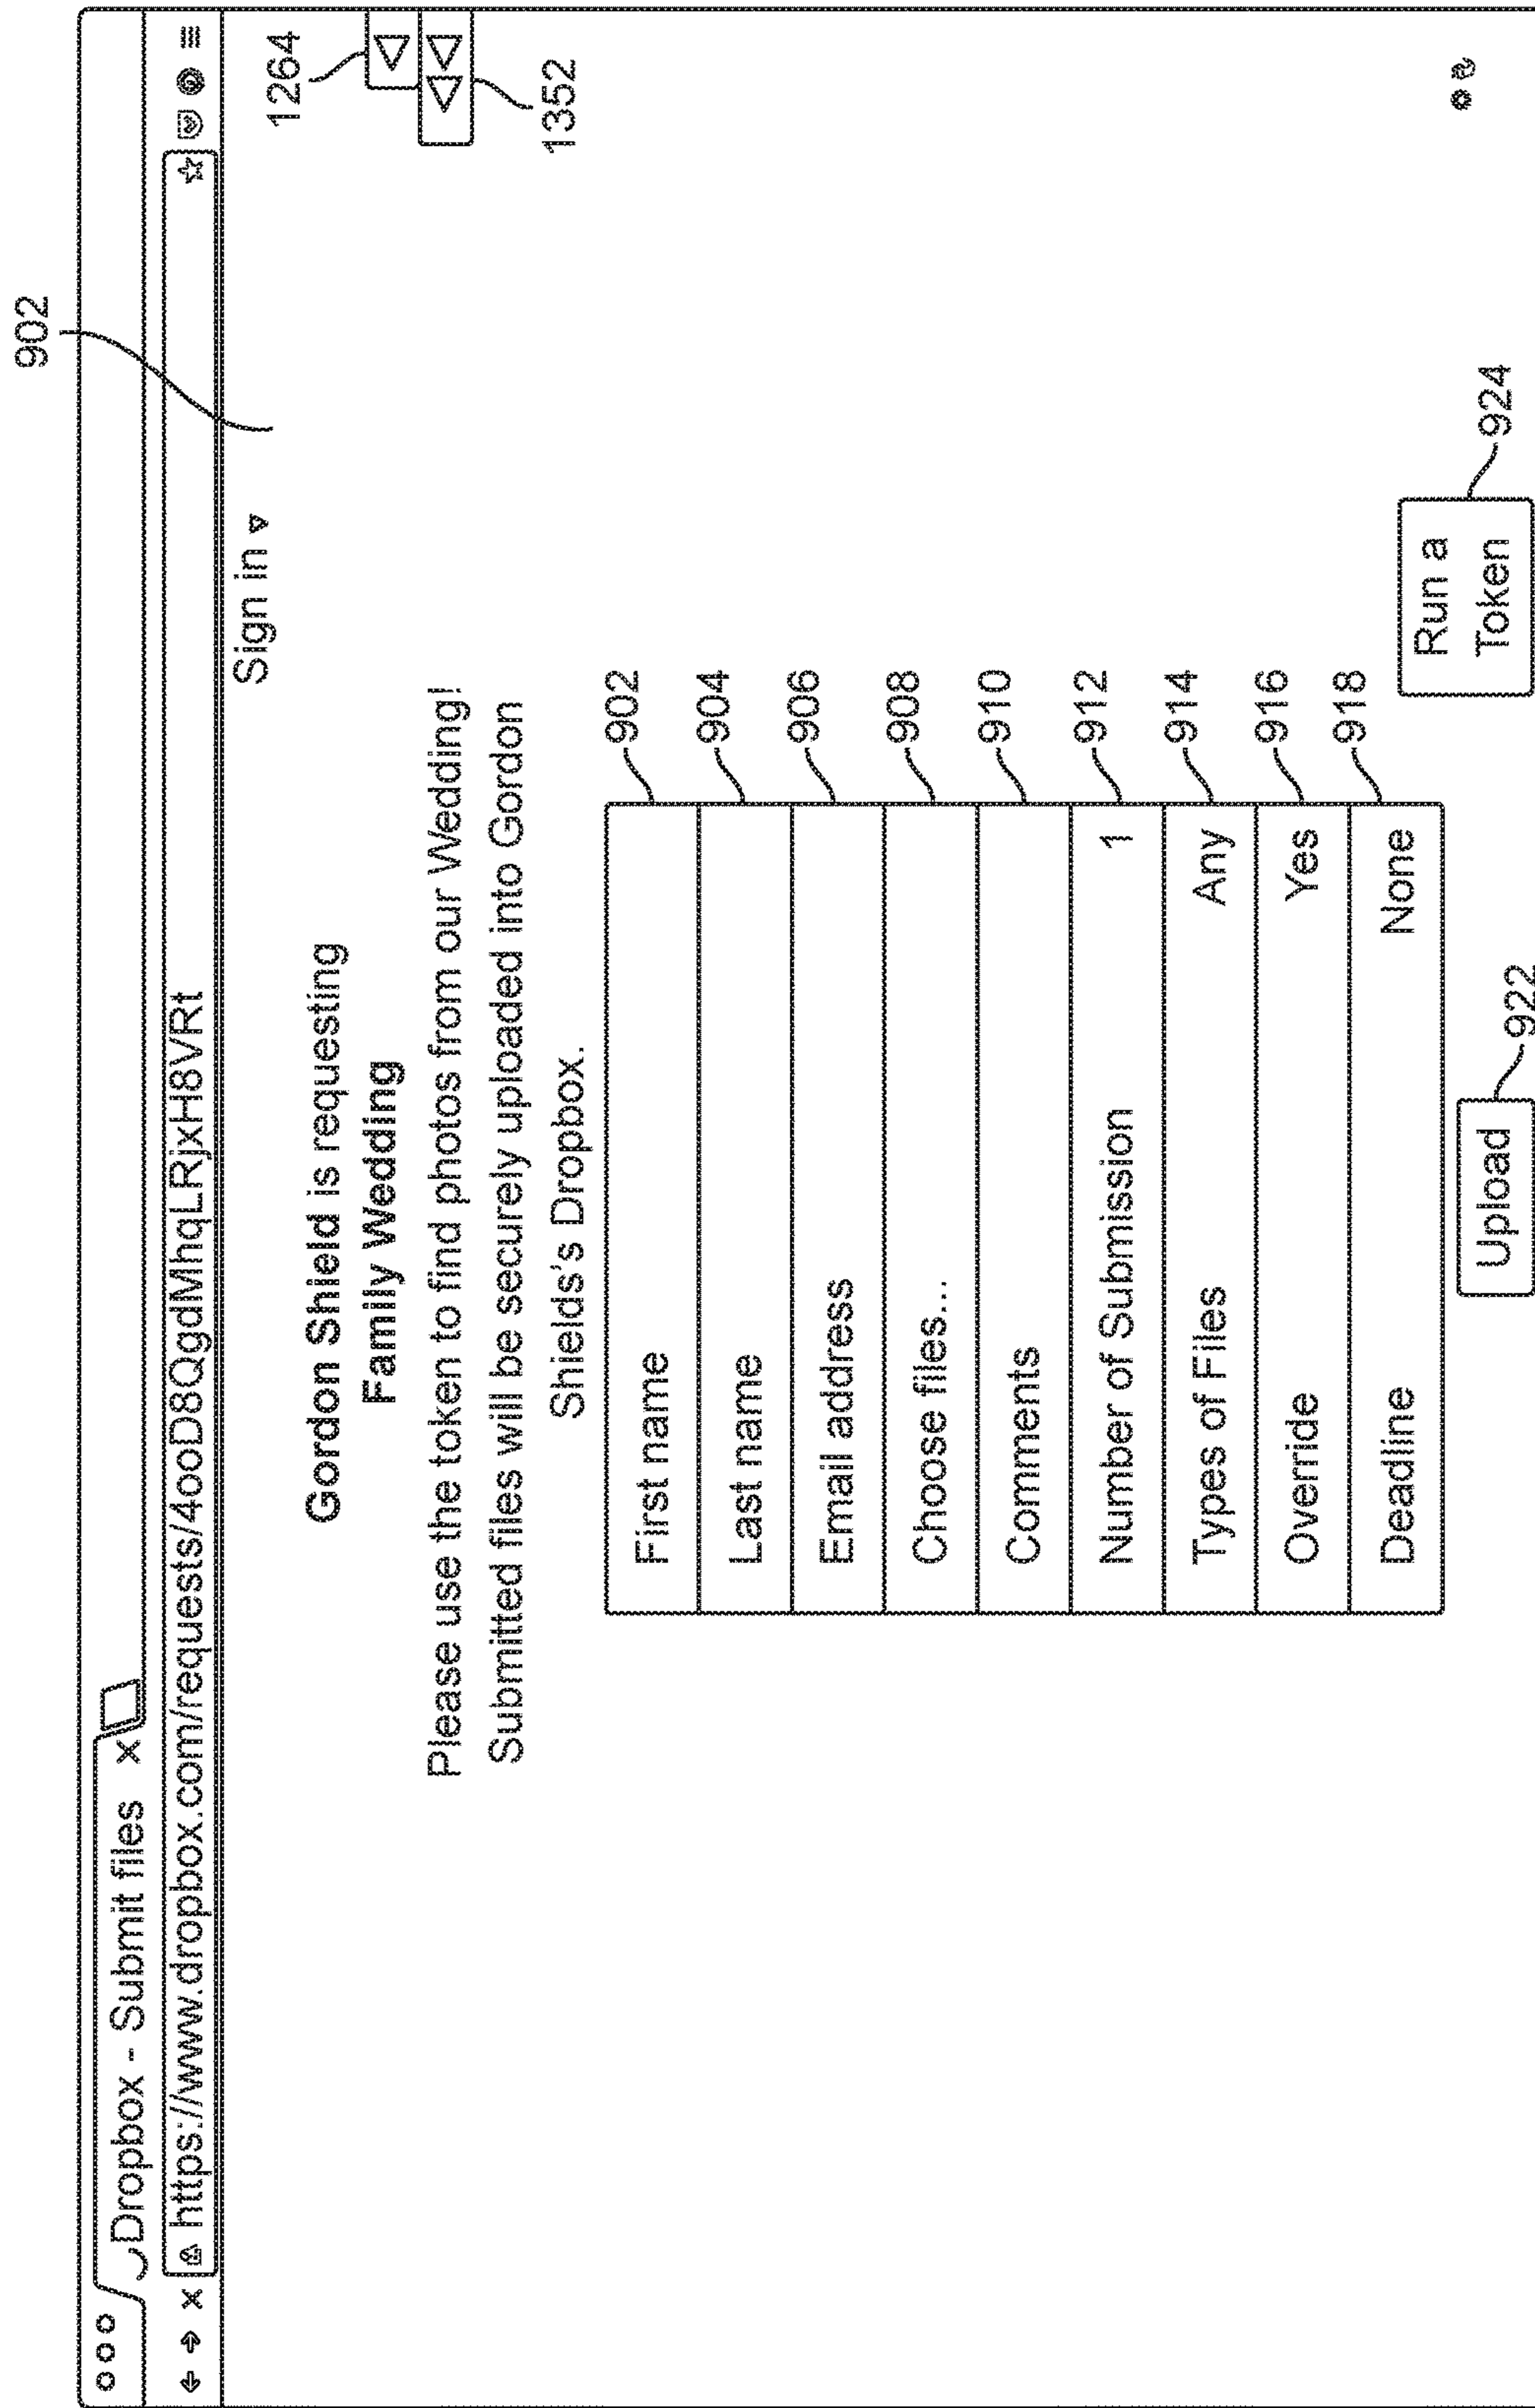 902
Dropbox - Submit files x
https://www.dropbox.com/requests/4ooD8QgdMhqLRjxH8VRt
Sign in
1264
Gordon Shield is requesting
Family Wedding
Please use the token to find photos from our Wedding!
1352
Submitted files will be securely uploaded into Gordon
Shields's Dropbox.
First name 902
Last name 904
Email address 906
Choose files... 908
Comments 910
Number of Submission 1 912
Types of Files Any 914
Override Yes 916
Deadline None 918
Upload 922
Run a
Token
924